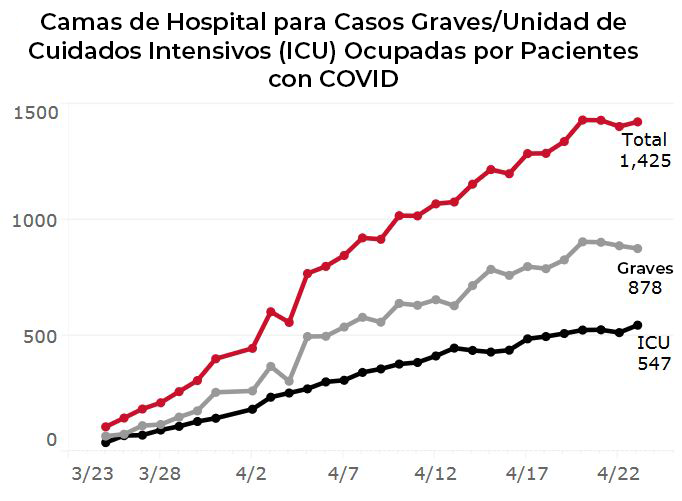 Camas de Hospital para Casos Graves/Unidad de
Cuidados Intensivos (ICU) Ocupadas por Pacientes
con COVID
1500
Total
1,425
1000
Graves
878
500
ICU
547
0
3/23 3/28 4/2 4/7 4/12 4/17 4/22